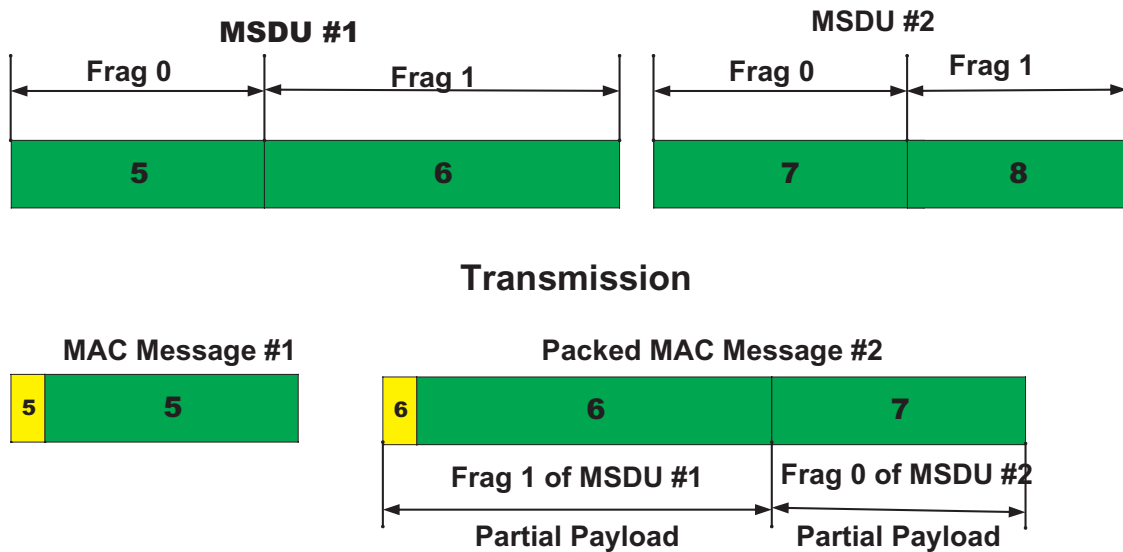 MSDU #1
MSDU #2
Frag 0
Frag 1
Frag 0
Frag 1
5
6
7
8
Transmission
MAC Message #1
Packed MAC Message #2
5
5
6
6
7
Frag 1 of MSDU #1
Frag 0 of MSDU #2
Partial Payload
Partial Payload